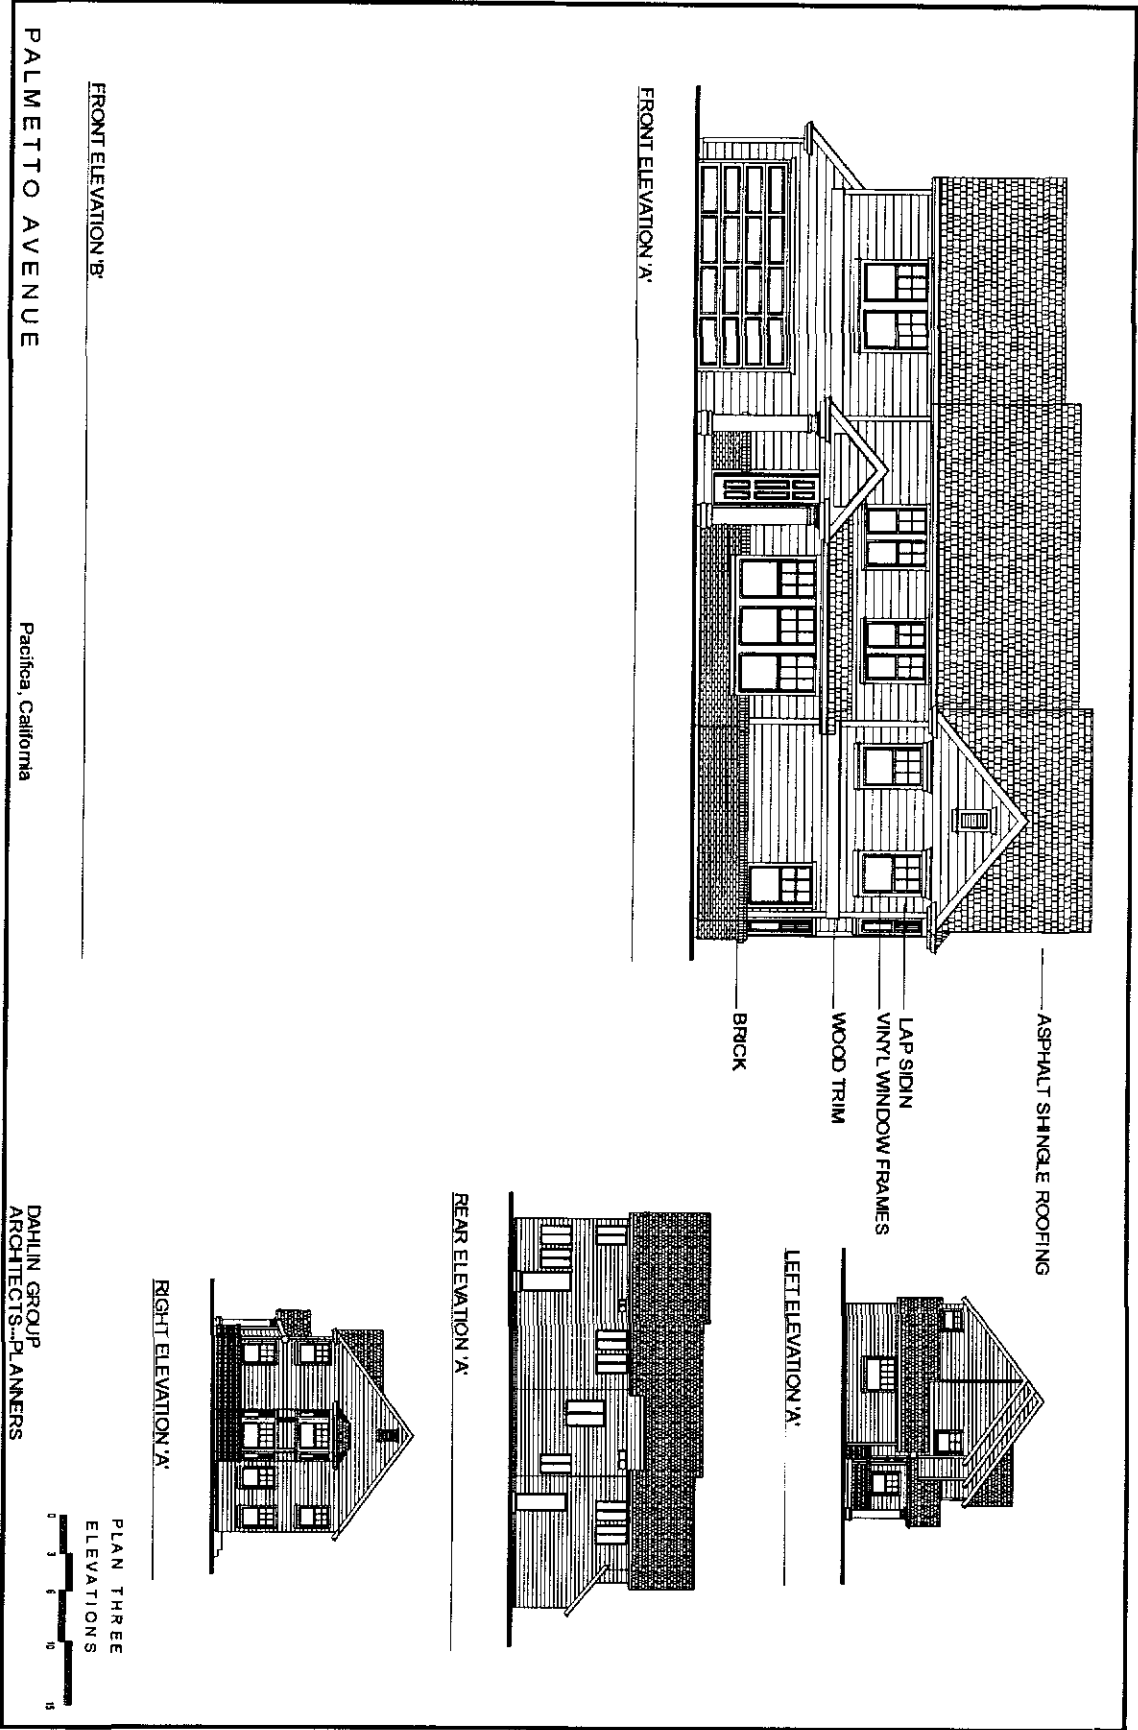 ASPHALT SHINGLE ROOFING
LAP SIDIN
VINYL WINDOW FRAMES
WOOD TRIM
BRICK
FRONT ELEVATION 'A'
LEFT ELEVATION 'A'
REAR ELEVATION 'A'
FRONT ELEVATION 'B'
RIGHT ELEVATION 'A'
PLAN THREE
ELEVATIONS
0 3 6 10 15
PALMETTO AVENUE
Pacifica, California
DAHLIN GROUP
ARCHITECTS---PLANNERS